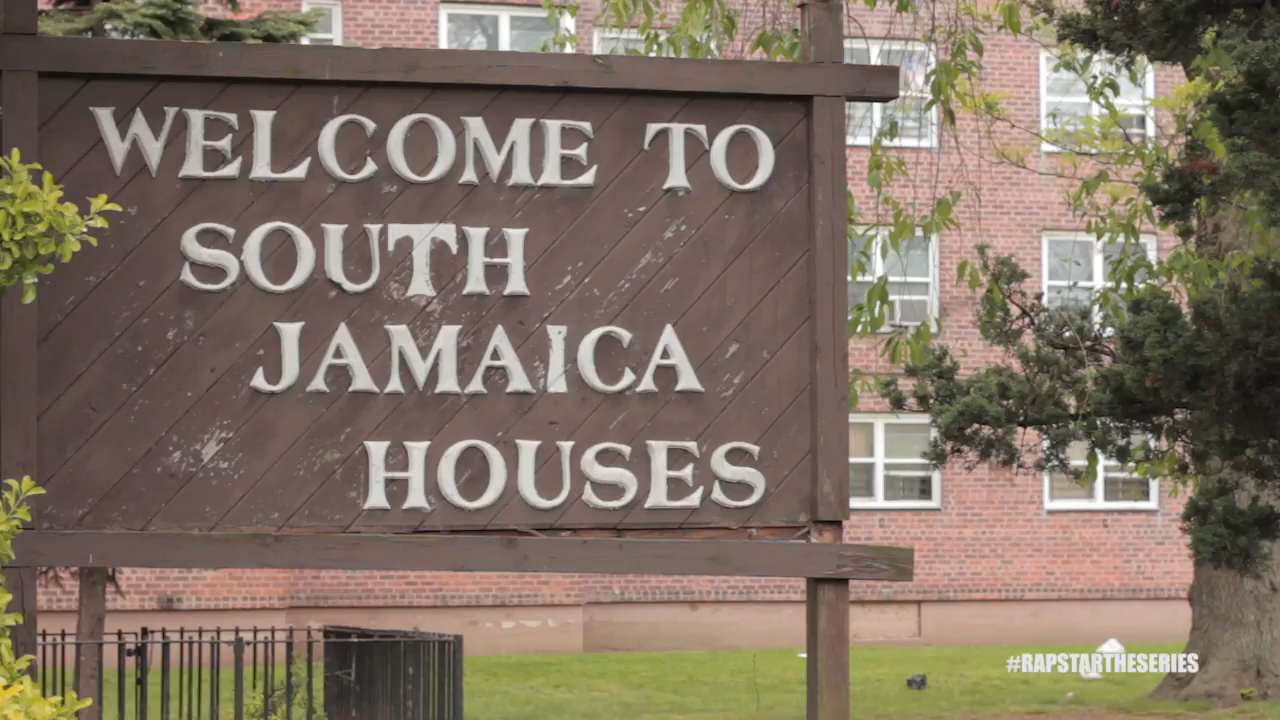 WELCOME TO
SOUTH
JAMAICA
HOUSES
#RAPSTARTHESERIES